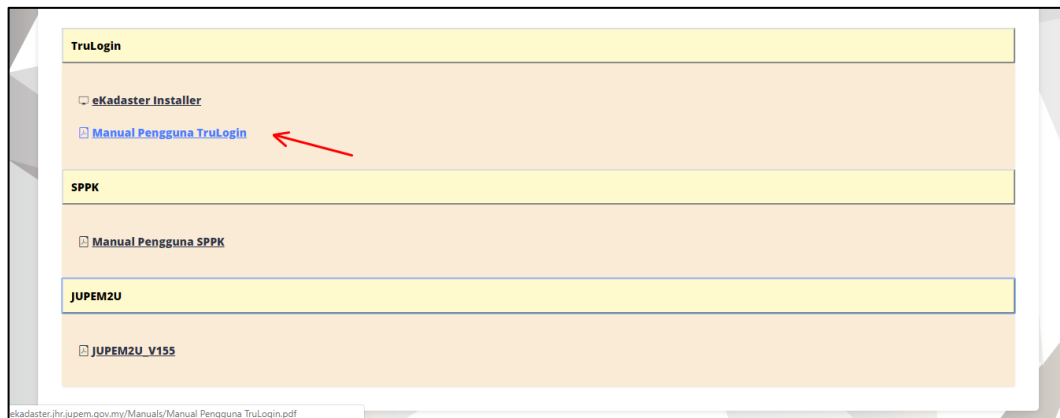 TruLogin
eKadaster Installer
Manual Pengguna TruLogin
SPPK
Manual Pengguna SPPK
JUPEM2U
JUPEM2U_V155
ekadaster.jhr.jupem.gov.my/Manuals/Manual Pengguna TruLogin.pdf